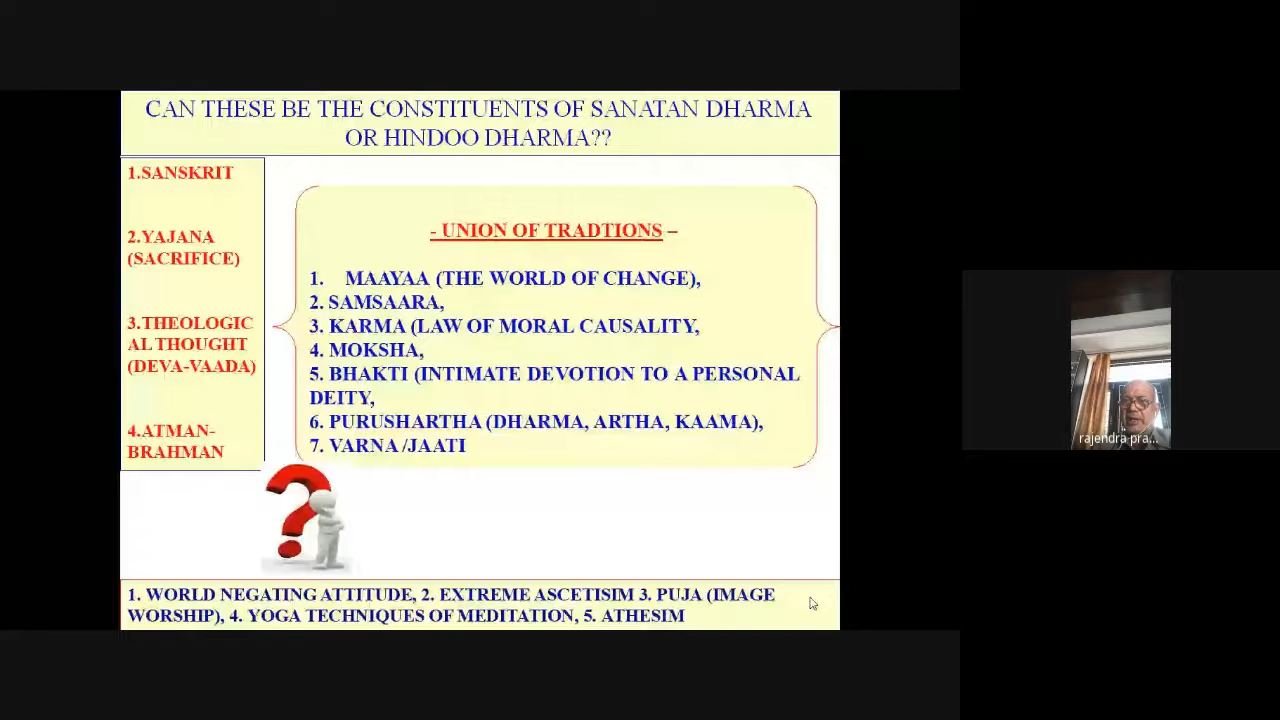 CAN THESE BE THE CONSTITUENTS OF SANATAN DHARMA
OR HINDOO DHARMA??
1.SANSKRIT
2.YAJANA
(SACRIFICE)
3.THEOLOGIC
AL THOUGHT
(DEVA-VAADA)
4.ATMAN-
BRAHMAN
- UNION OF TRADTIONS –
1. MAAYAA (THE WORLD OF CHANGE),
2. SAMSAARA,
3. KARMA (LAW OF MORAL CAUSALITY,
4. MOKSHA,
5. BHAKTI (INTIMATE DEVOTION TO A PERSONAL
DEITY,
6. PURUSHARTHA (DHARMA, ARTHA, KAAMA),
7. VARNA /JAATI
1. WORLD NEGATING ATTITUDE, 2. EXTREME ASCETISIM 3. PUJA (IMAGE
WORSHIP), 4. YOGA TECHNIQUES OF MEDITATION, 5. ATHESIM
rajendra pra...